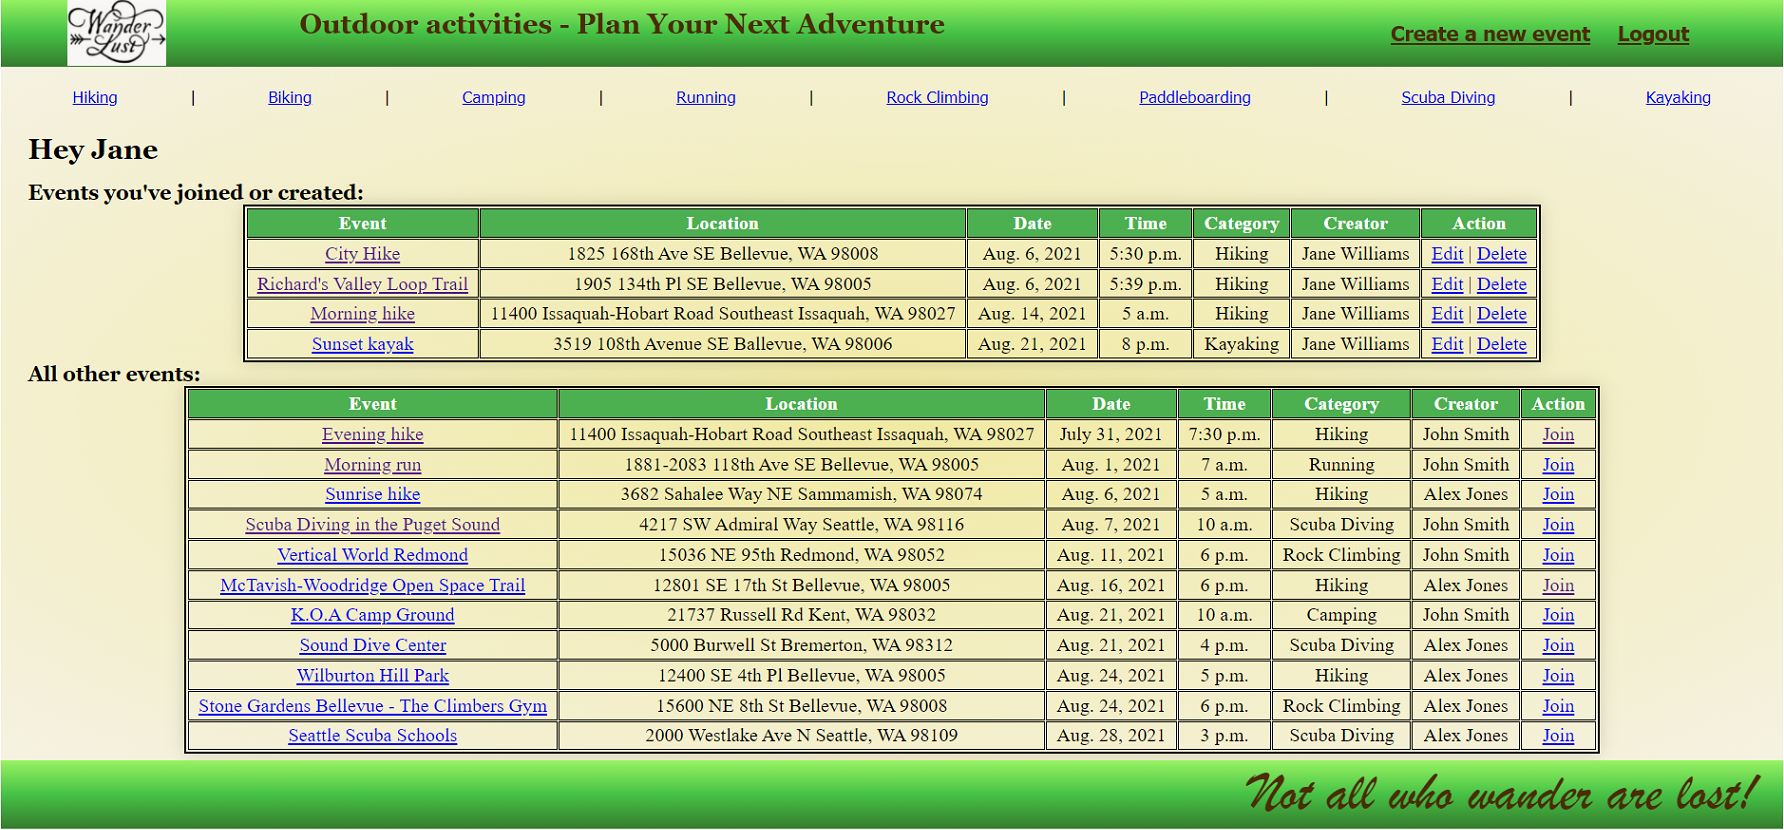 Wander Lust
Outdoor activities - Plan Your Next Adventure
Create a new event Logout
Hiking | Biking | Camping | Running | Rock Climbing | Paddleboarding | Scuba Diving | Kayaking
Hey Jane
Events you've joined or created:
Event Location Date Time Category Creator Action
City Hike 1825 168th Ave SE Bellevue, WA 98008 Aug. 6, 2021 5:30 p.m. Hiking Jane Williams Edit | Delete
Richard's Valley Loop Trail 1905 134th Pl SE Bellevue, WA 98005 Aug. 6, 2021 5:39 p.m. Hiking Jane Williams Edit | Delete
Morning hike 11400 Issaquah-Hobart Road Southeast Issaquah, WA 98027 Aug. 14, 2021 5 a.m. Hiking Jane Williams Edit | Delete
Sunset kayak 3519 108th Avenue SE Ballevue, WA 98006 Aug. 21, 2021 8 p.m. Kayaking Jane Williams Edit | Delete
All other events:
Event Location Date Time Category Creator Action
Evening hike 11400 Issaquah-Hobart Road Southeast Issaquah, WA 98027 July 31, 2021 7:30 p.m. Hiking John Smith Join
Morning run 1881-2083 118th Ave SE Bellevue, WA 98005 Aug. 1, 2021 7 a.m. Running John Smith Join
Sunrise hike 3682 Sahalee Way NE Sammamish, WA 98074 Aug. 6, 2021 5 a.m. Hiking Alex Jones Join
Scuba Diving in the Puget Sound 4217 SW Admiral Way Seattle, WA 98116 Aug. 7, 2021 10 a.m. Scuba Diving John Smith Join
Vertical World Redmond 15036 NE 95th Redmond, WA 98052 Aug. 11, 2021 6 p.m. Rock Climbing John Smith Join
McTavish-Woodridge Open Space Trail 12801 SE 17th St Bellevue, WA 98005 Aug. 16, 2021 6 p.m. Hiking Alex Jones Join
K.O.A Camp Ground 21737 Russell Rd Kent, WA 98032 Aug. 21, 2021 10 a.m. Camping John Smith Join
Sound Dive Center 5000 Burwell St Bremerton, WA 98312 Aug. 21, 2021 4 p.m. Scuba Diving Alex Jones Join
Wilburton Hill Park 12400 SE 4th Pl Bellevue, WA 98005 Aug. 24, 2021 5 p.m. Hiking Alex Jones Join
Stone Gardens Bellevue - The Climbers Gym 15600 NE 8th St Bellevue, WA 98008 Aug. 24, 2021 6 p.m. Rock Climbing Alex Jones Join
Seattle Scuba Schools 2000 Westlake Ave N Seattle, WA 98109 Aug. 28, 2021 3 p.m. Scuba Diving Alex Jones Join
Not all who wander are lost!